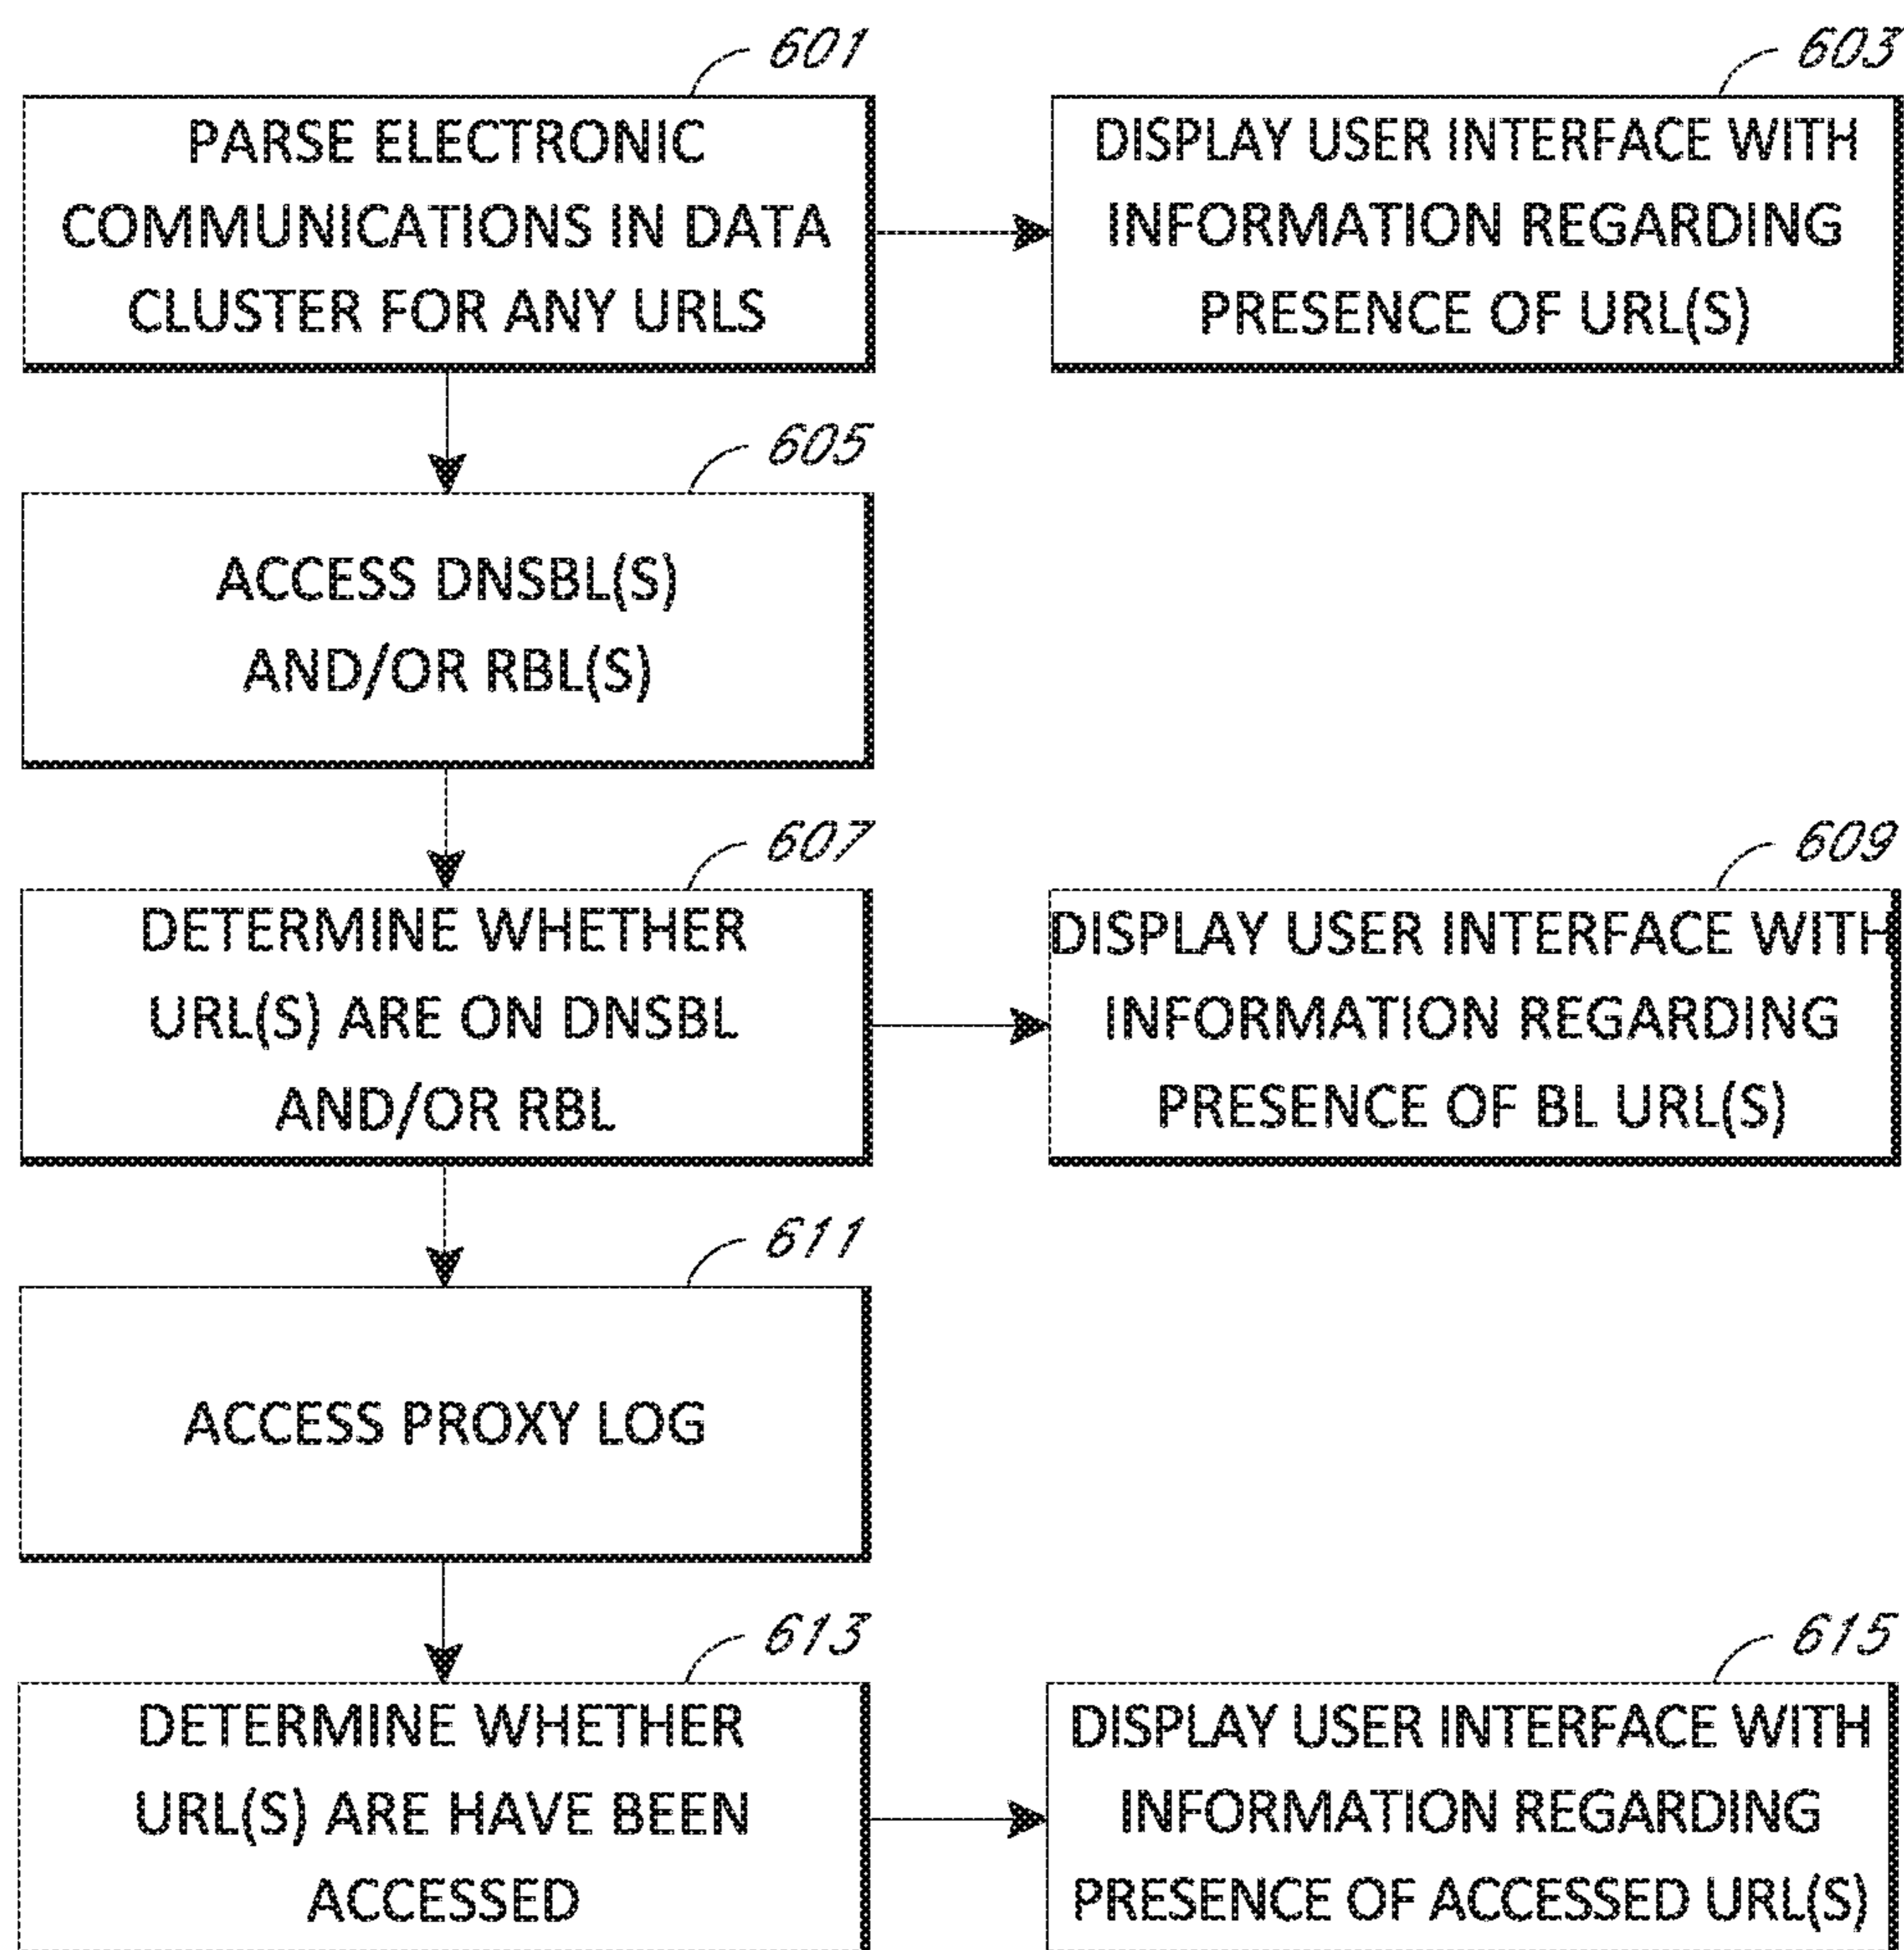 601
PARSE ELECTRONIC
COMMUNICATIONS IN DATA
CLUSTER FOR ANY URLS
603
DISPLAY USER INTERFACE WITH
INFORMATION REGARDING
PRESENCE OF URL(S)
605
ACCESS DNSBL(S)
AND/OR RBL(S)
607
DETERMINE WHETHER
URL(S) ARE ON DNSBL
AND/OR RBL
609
DISPLAY USER INTERFACE WITH
INFORMATION REGARDING
PRESENCE OF BL URL(S)
611
ACCESS PROXY LOG
613
DETERMINE WHETHER
URL(S) ARE HAVE BEEN
ACCESSED
615
DISPLAY USER INTERFACE WITH
INFORMATION REGARDING
PRESENCE OF ACCESSED URL(S)